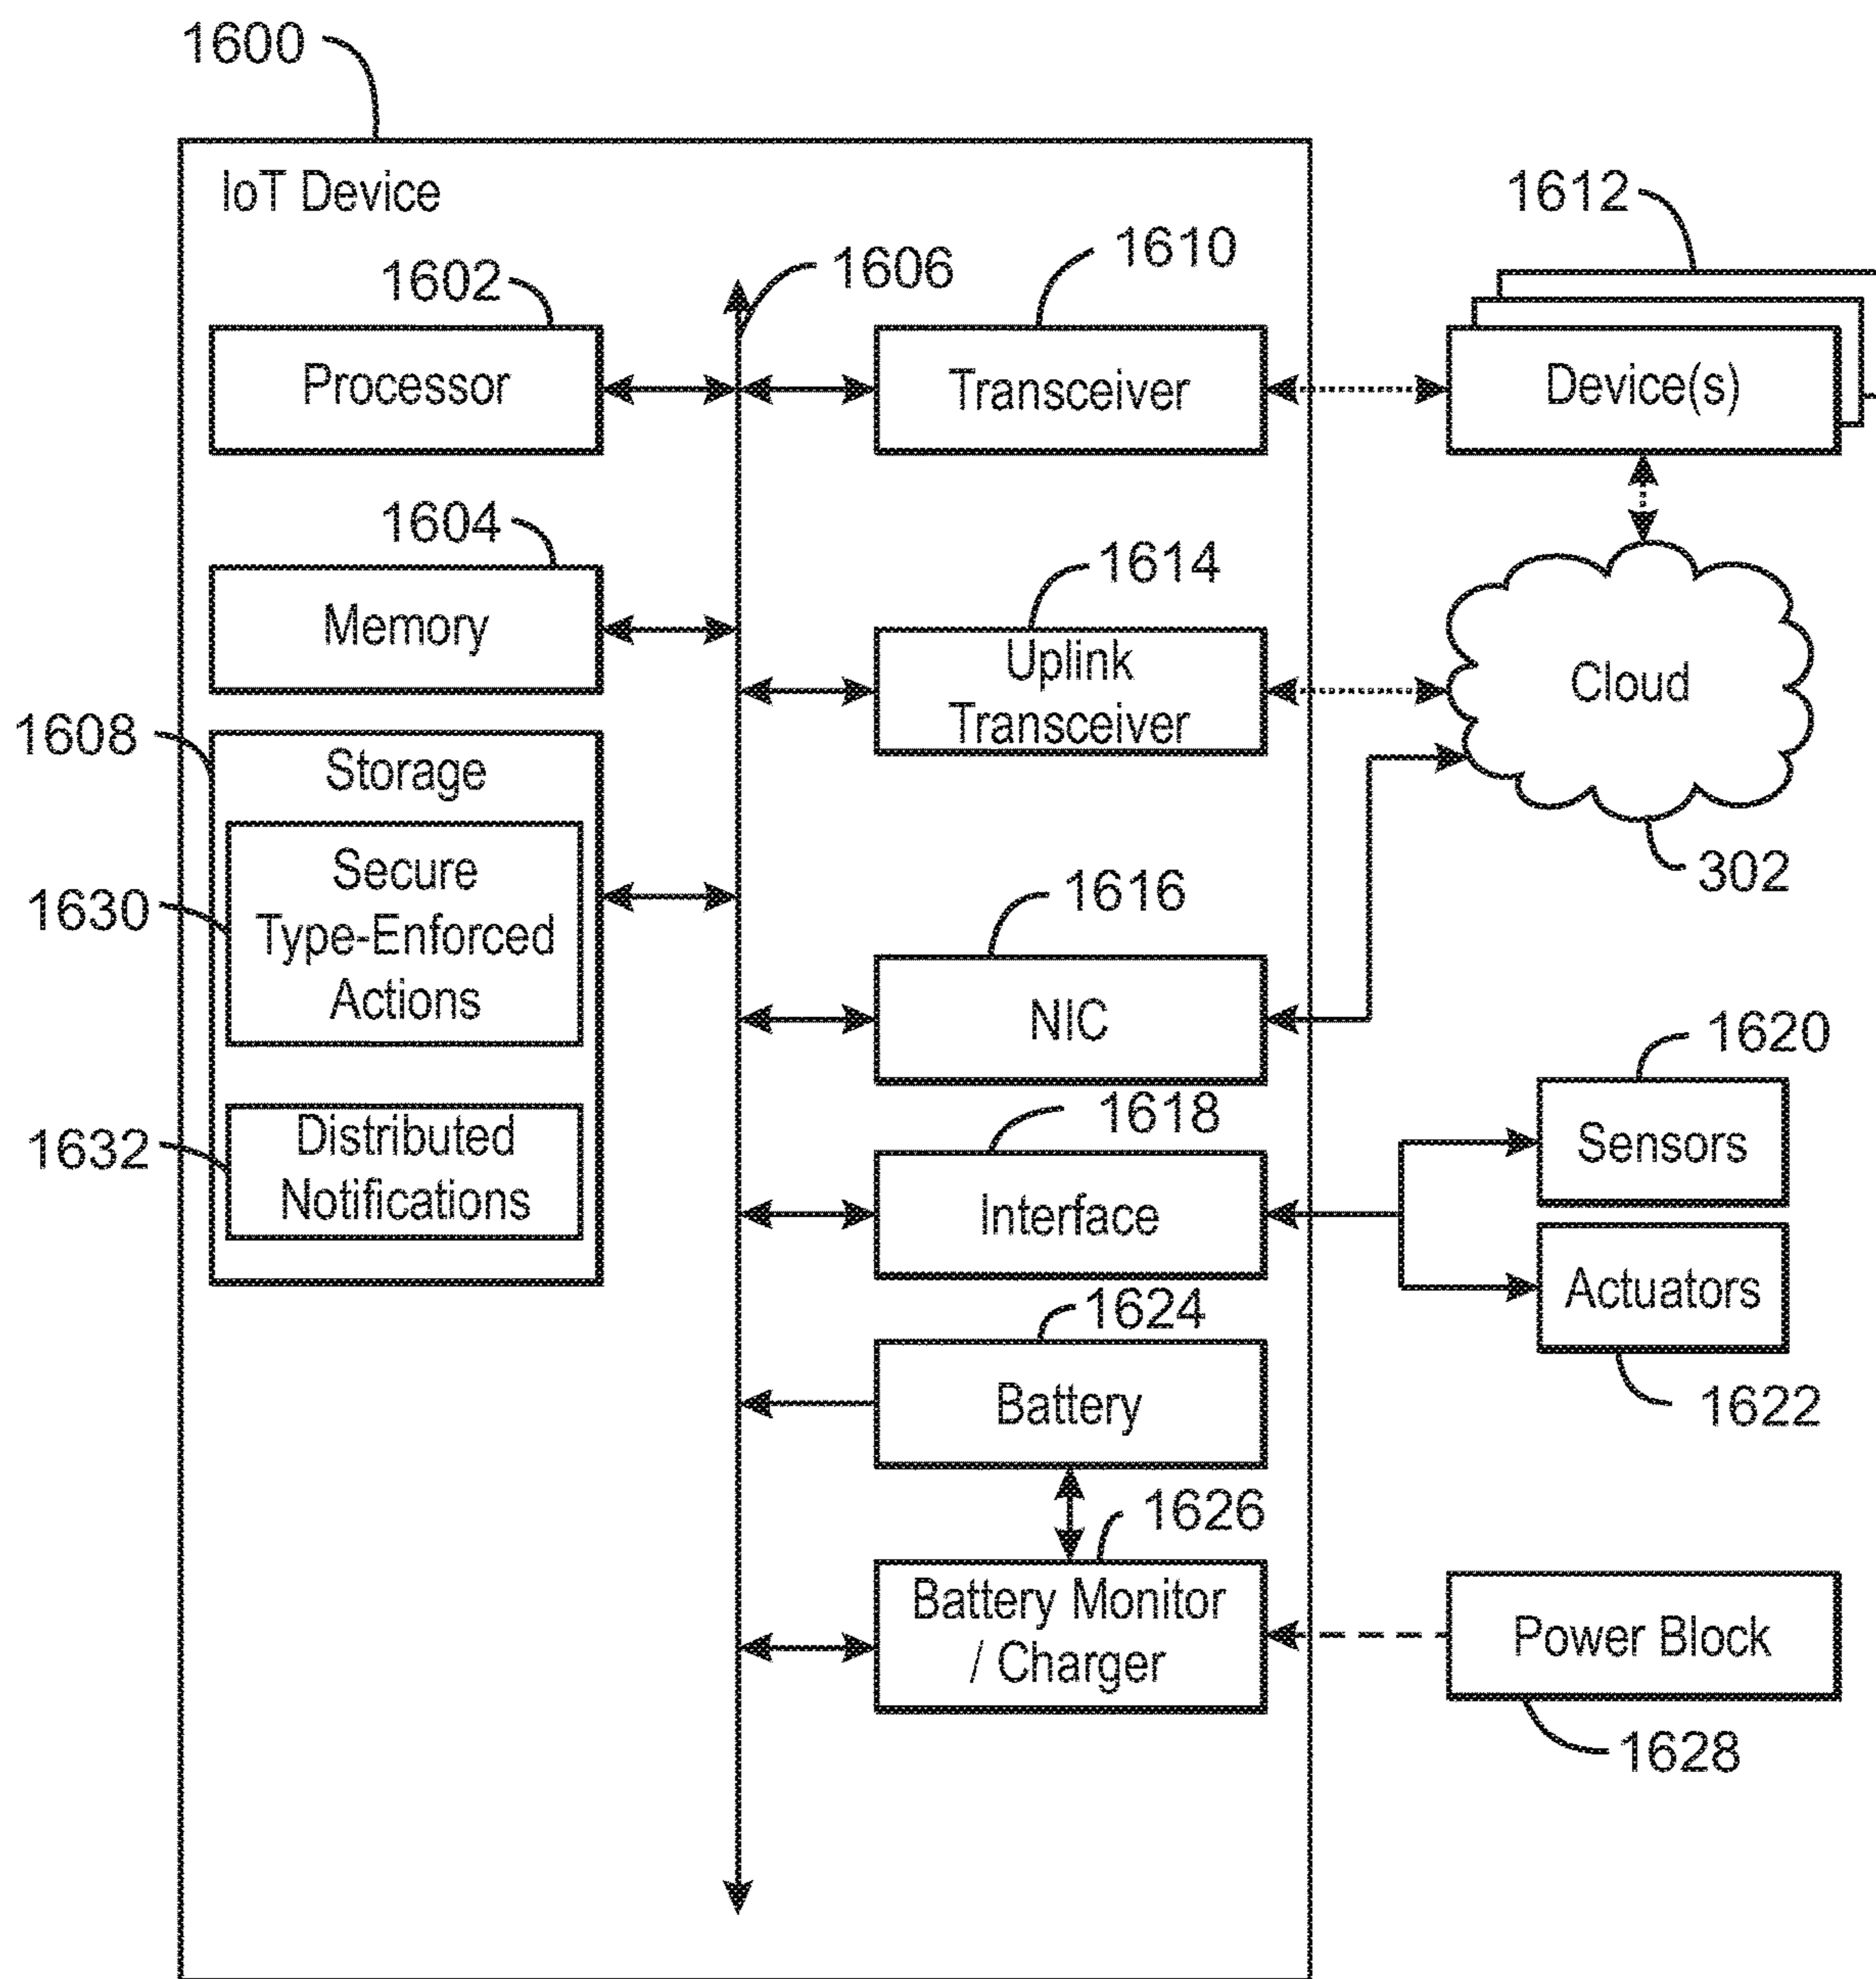 1600
IoT Device
1612
1602
1606
1610
Processor
Transceiver
Device(s)
1604
1614
Memory
Uplink
Transceiver
Cloud
1608
Storage
302
1630
Secure
Type-Enforced
Actions
1616
NIC
1620
Sensors
1632
Distributed
Notifications
1618
Interface
Actuators
1622
1624
Battery
1626
Battery Monitor
/ Charger
Power Block
1628